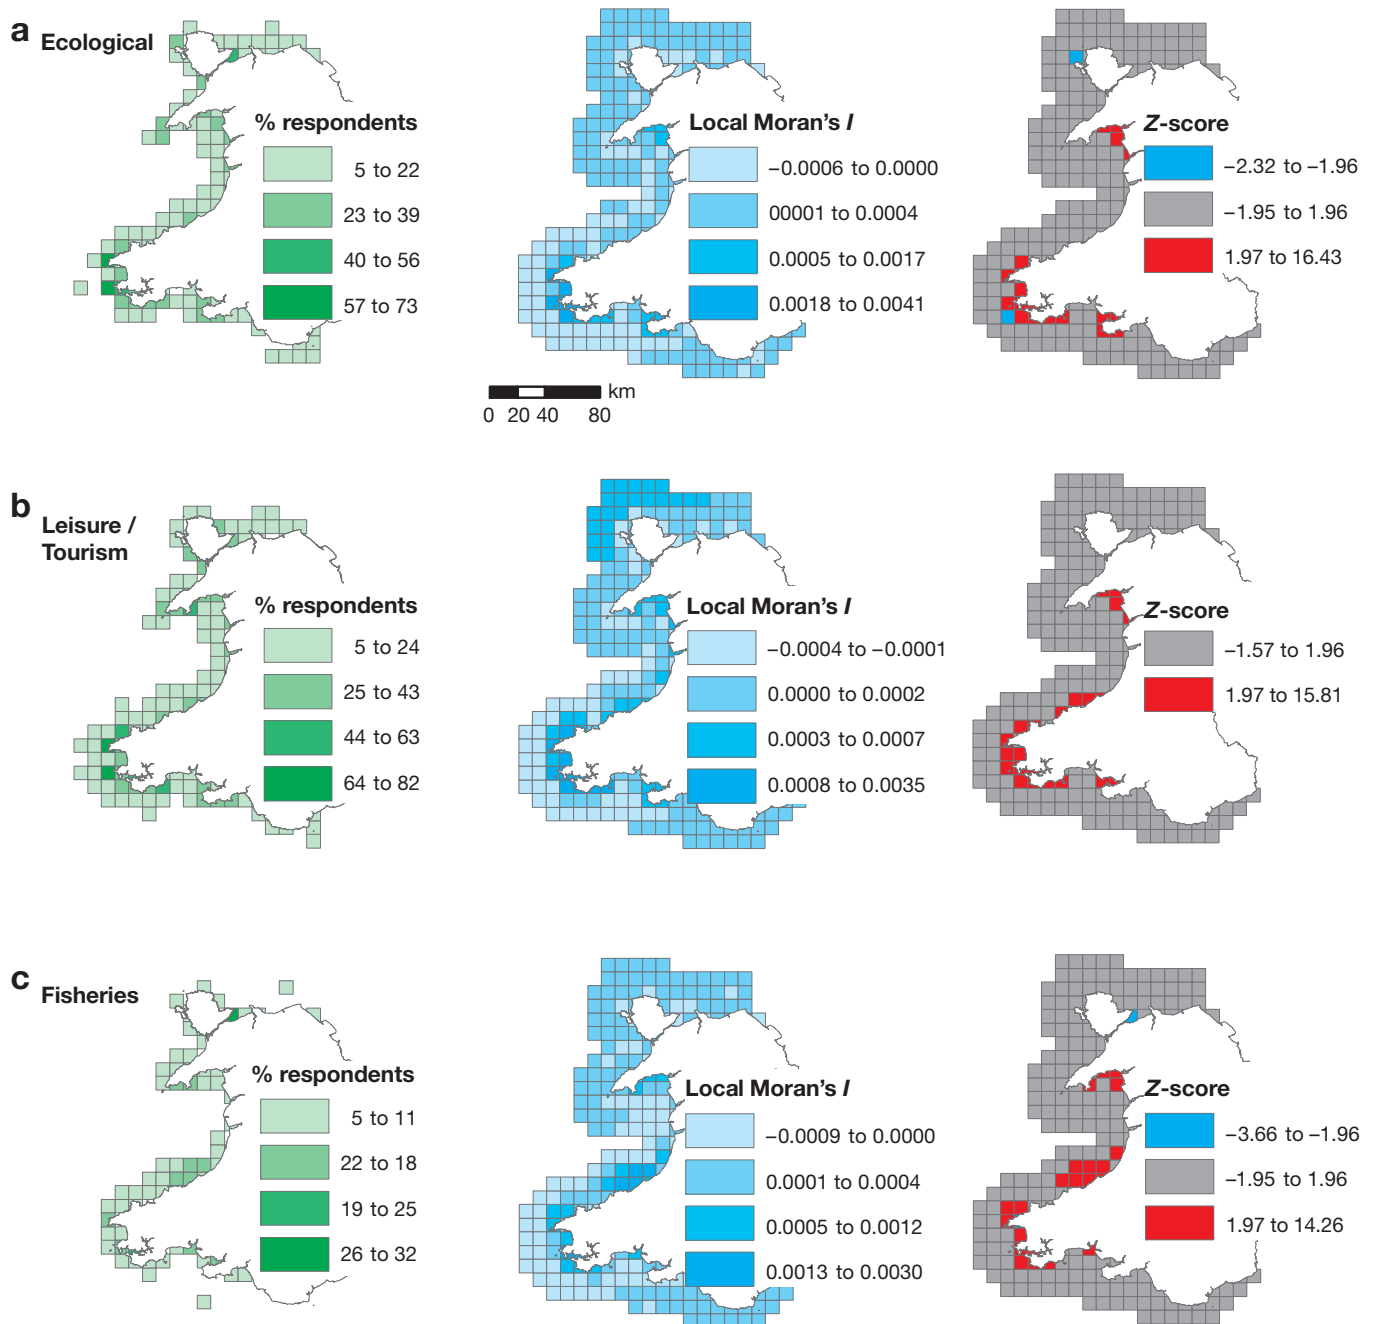 a Ecological
% respondents
5 to 22
23 to 39
40 to 56
57 to 73
Local Moran's I
−0.0006 to 0.0000
00001 to 0.0004
0.0005 to 0.0017
0.0018 to 0.0041
Z-score
−2.32 to −1.96
−1.95 to 1.96
1.97 to 16.43
km
0 20 40 80
b Leisure /
Tourism
% respondents
5 to 24
25 to 43
44 to 63
64 to 82
Local Moran's I
−0.0004 to −0.0001
0.0000 to 0.0002
0.0003 to 0.0007
0.0008 to 0.0035
Z-score
−1.57 to 1.96
1.97 to 15.81
c Fisheries
% respondents
5 to 11
22 to 18
19 to 25
26 to 32
Local Moran's I
−0.0009 to 0.0000
0.0001 to 0.0004
0.0005 to 0.0012
0.0013 to 0.0030
Z-score
−3.66 to −1.96
−1.95 to 1.96
1.97 to 14.26